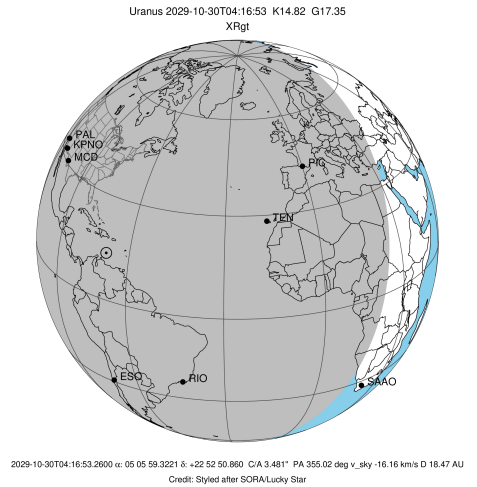 Uranus 2029-10-30T04:16:53 K14.82 G17.35
XRgt
PAL
KPNO
MCD
PIC
TEN
ESO
RIO
SAAO
2029-10-30T04:16:53.2600 α: 05 05 59.3221 δ: +22 52 50.860 C/A 3.481" PA 355.02 deg v_sky -16.16 km/s D 18.47 AU
Credit: Styled after SORA/Lucky Star